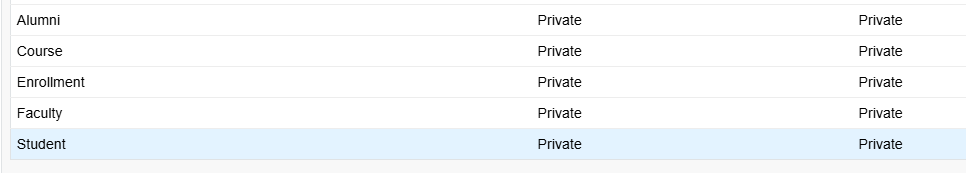 Alumni Private Private
Course Private Private
Enrollment Private Private
Faculty Private Private
Student Private Private